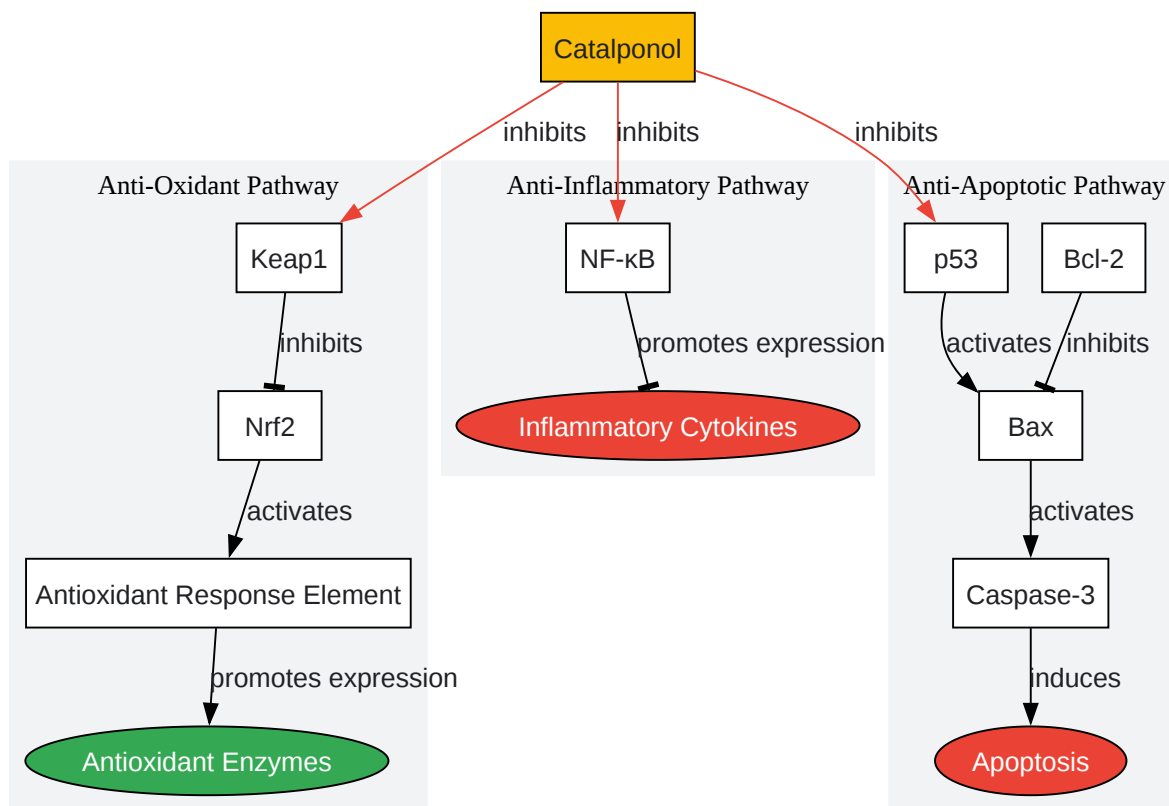 Catalponol
inhibits
inhibits
inhibits
Anti-Oxidant Pathway
Anti-Inflammatory Pathway
Anti-Apoptotic Pathway
Keap1
NF-κB
p53
Bcl-2
inhibits
promotes expression
activates
inhibits
Nrf2
Inflammatory Cytokines
Bax
activates
activates
Antioxidant Response Element
Caspase-3
promotes expression
induces
Antioxidant Enzymes
Apoptosis